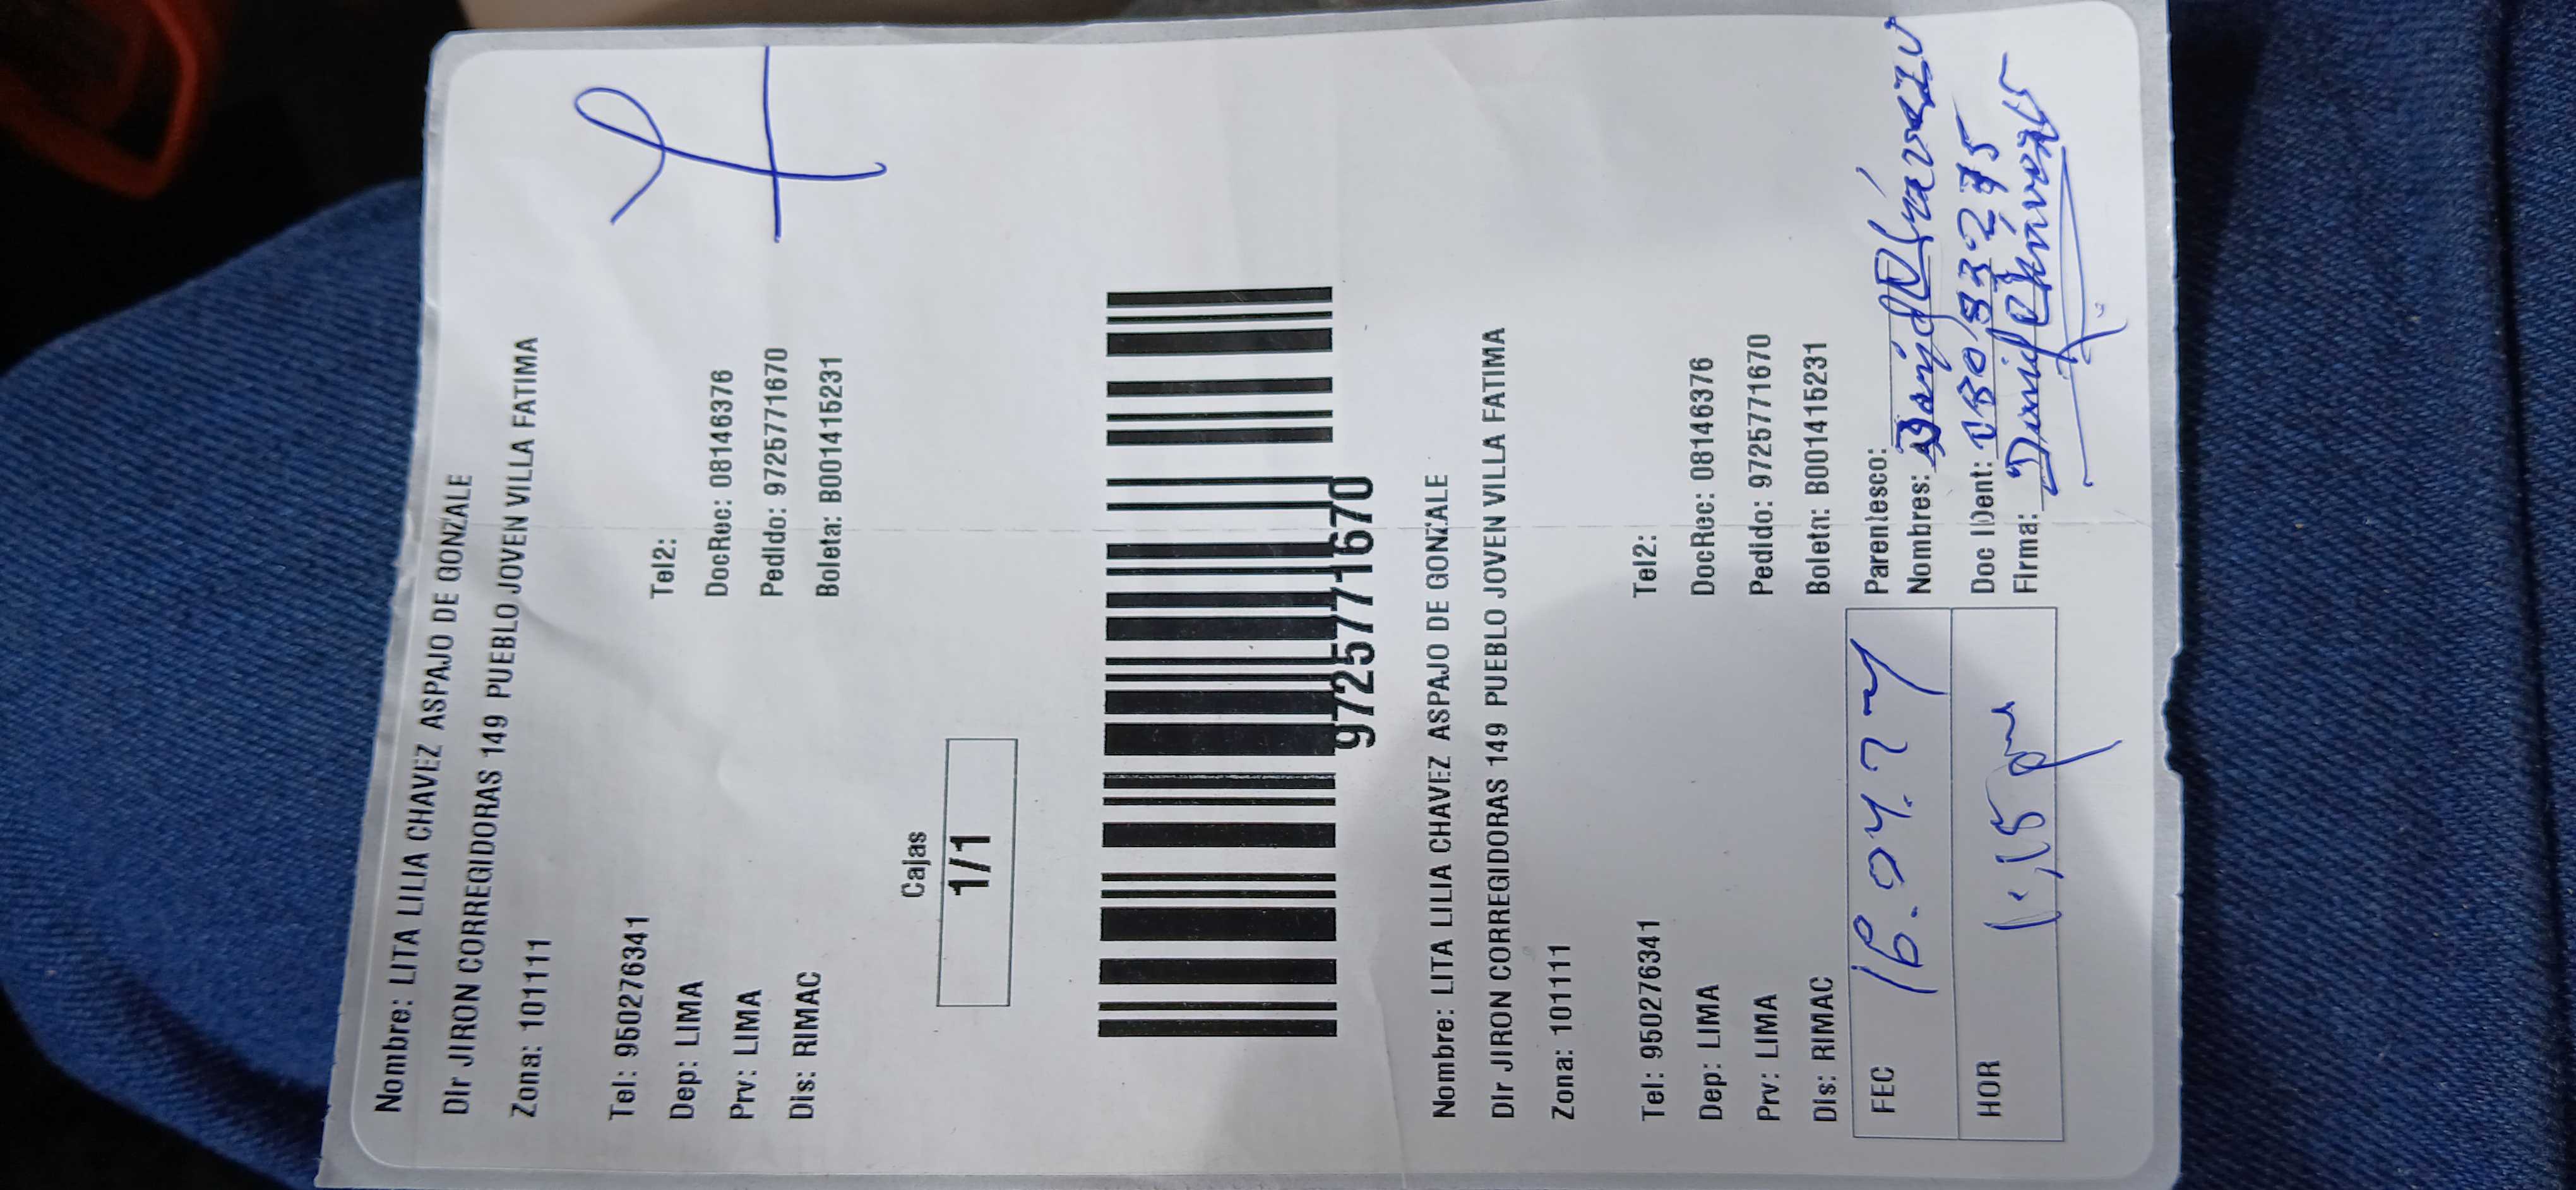 Nombre: LITA LILIA CHAVEZ ASPAJO DE GONZALE
DIr JIRON CORREGIDORAS 149 PUEBLO JOVEN VILLA FATIMA
Zona: 101111
Tel: 950276341 Tel2:
Dep: LIMA DocRec: 08146376
Prv: LIMA Pedido: 9725771670
Dis: RIMAC Boleta: B001415231
Cajas
1/1
9725771670
Nombre: LITA LILIA CHAVEZ ASPAJO DE GONZALE
DIr JIRON CORREGIDORAS 149 PUEBLO JOVEN VILLA FATIMA
Zona: 101111
Tel: 950276341 Tel2:
Dep: LIMA DocRec: 08146376
Prv: LIMA Pedido: 9725771670
Dis: RIMAC Boleta: B001415231
FEC Parentesco:
Nombres: David
HOR Doc IDent:
Firma: